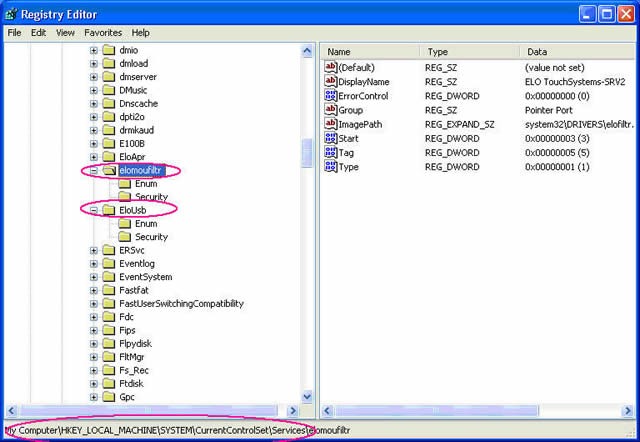 Registry Editor
File Edit View Favorites Help
dmio
dmload
dmserver
DMusic
Dnscache
dpti2o
drmkaud
E100B
EloApr
elomoufiltr
Enum
Security
EloUsb
Enum
Security
ERSvc
Eventlog
EventSystem
Fastfat
FastUserSwitchingCompatibility
Fdc
Fips
Flpydisk
FltMgr
Fs_Rec
Ftdisk
Gpc
Name Type Data
(Default) REG_SZ (value not set)
DisplayName REG_SZ ELO TouchSystems-SRV2
ErrorControl REG_DWORD 0x00000000 (0)
Group REG_SZ Pointer Port
ImagePath REG_EXPAND_SZ system32\DRIVERS\elofiltr.
Start REG_DWORD 0x00000003 (3)
Tag REG_DWORD 0x00000005 (5)
Type REG_DWORD 0x00000001 (1)
My Computer\HKEY_LOCAL_MACHINE\SYSTEM\CurrentControlSet\Services\elomoufiltr